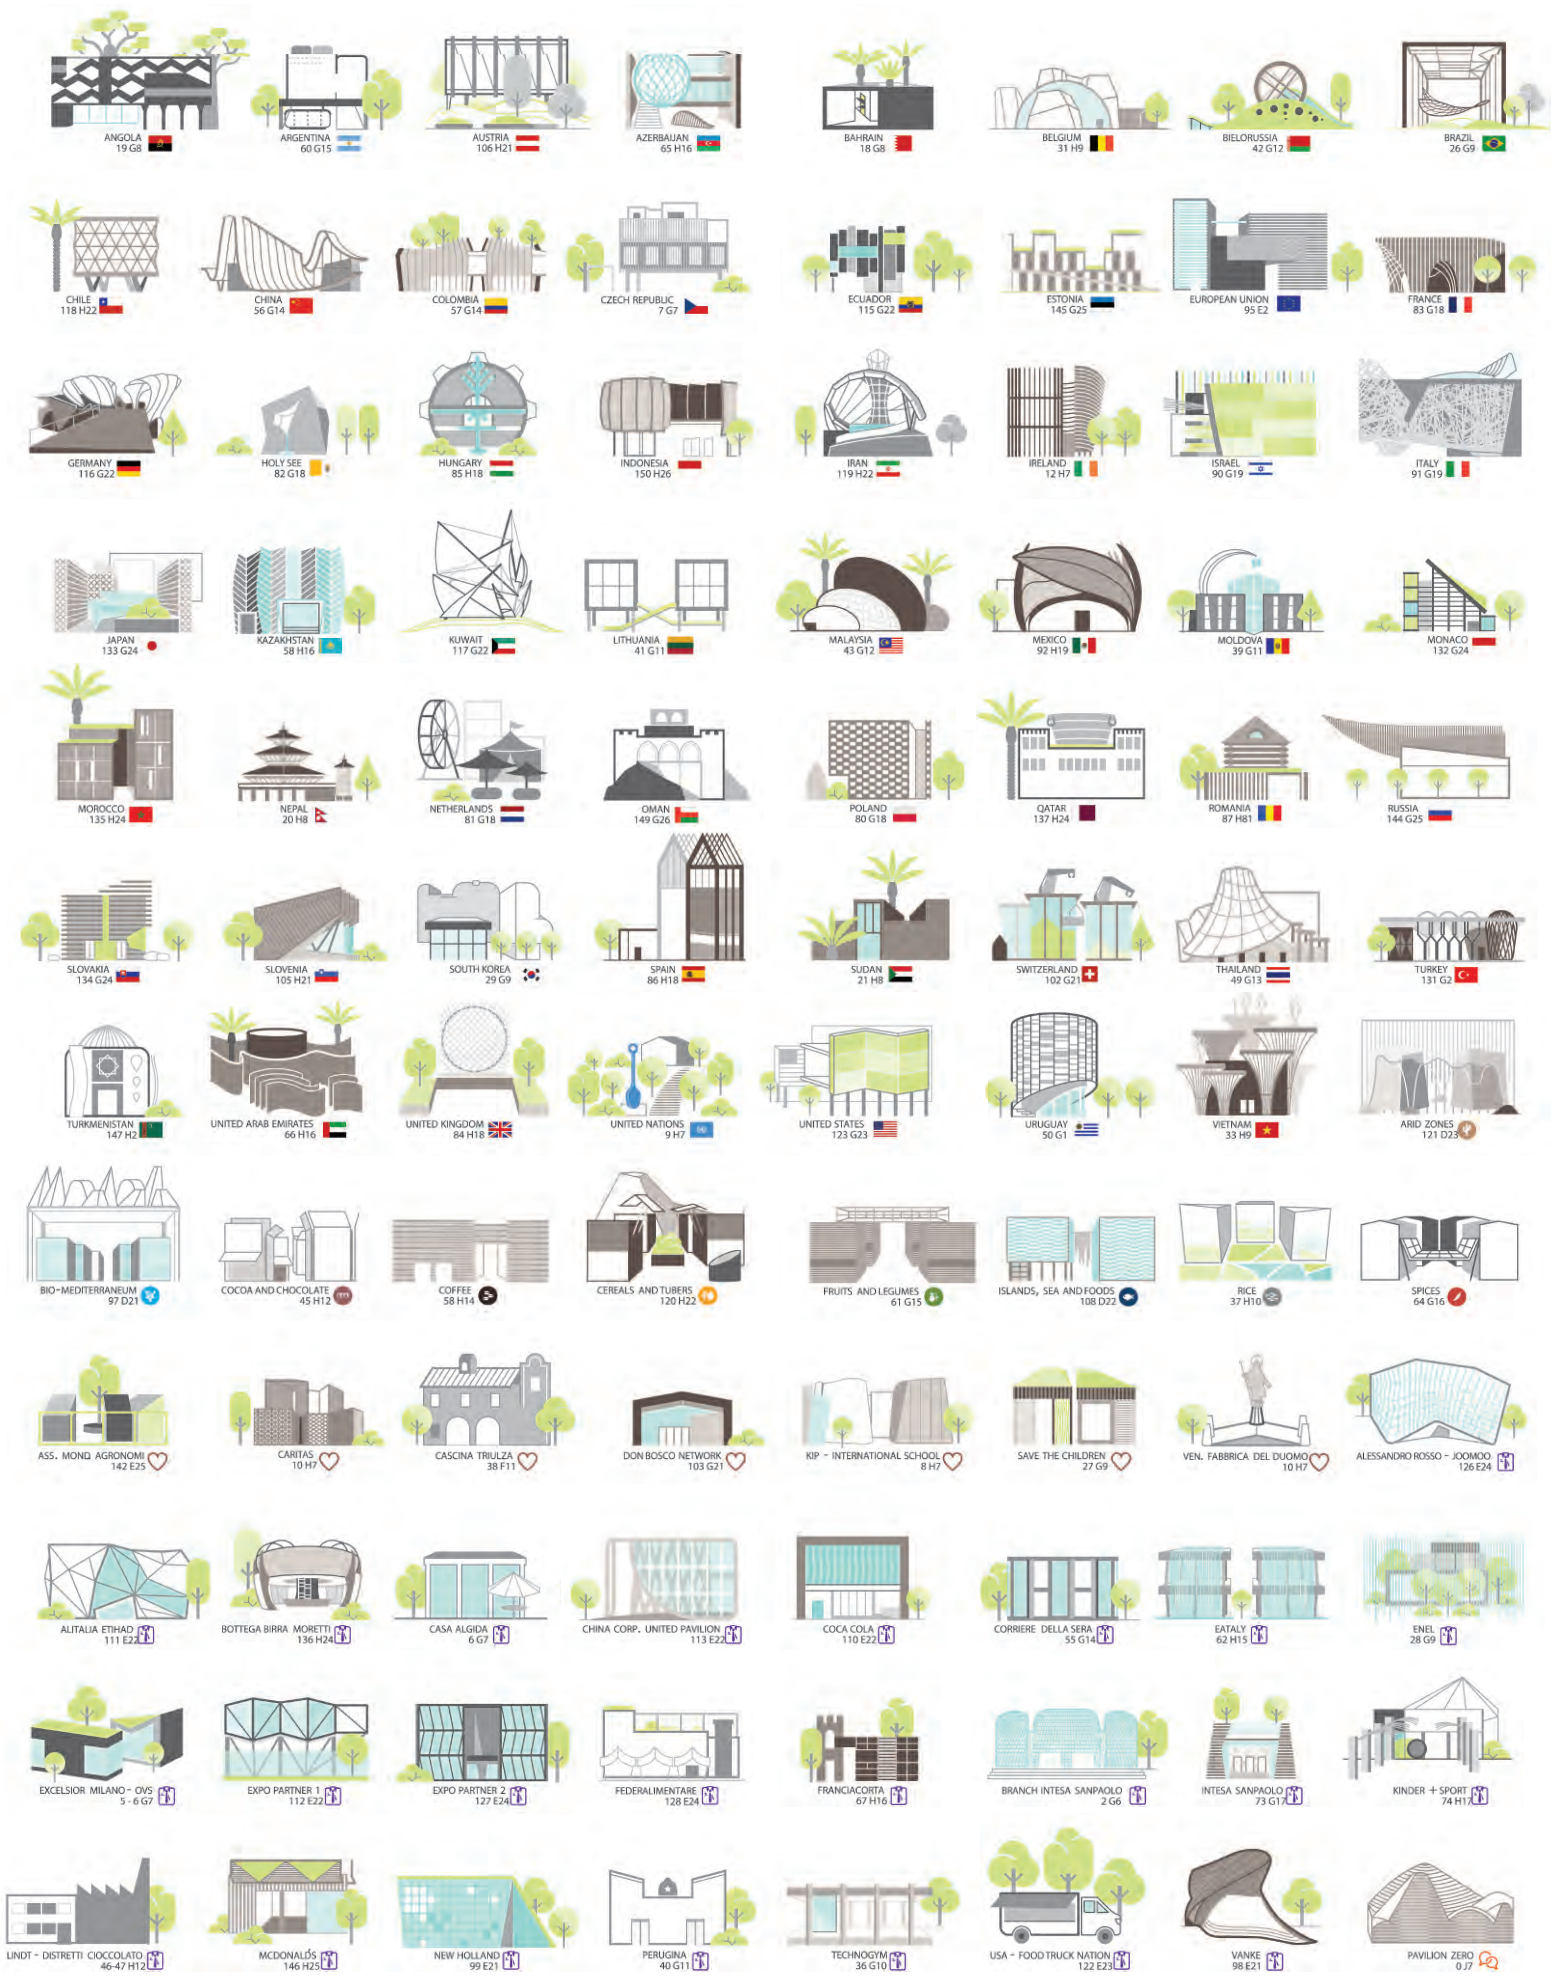 ANGOLA
19 G8
ARGENTINA
60 G15
AUSTRIA
106 H21
AZERBAIJAN
65 H16
BAHRAIN
18 G8
BELGIUM
31 H9
BIELORUSSIA
42 G12
BRAZIL
26 G9
CHILE
118 H22
CHINA
56 G14
COLOMBIA
57 G14
CZECH REPUBLIC
7 G7
ECUADOR
115 G22
ESTONIA
145 G25
EUROPEAN UNION
95 E2
FRANCE
83 G18
GERMANY
116 G22
HOLY SEE
82 G18
HUNGARY
85 H18
INDONESIA
150 H26
IRAN
119 H22
IRELAND
12 H7
ISRAEL
90 G19
ITALY
91 G19
JAPAN
133 G24
KAZAKHSTAN
58 H16
KUWAIT
117 G22
LITHUANIA
41 G11
MALAYSIA
43 G12
MEXICO
92 H19
MOLDOVA
39 G11
MONACO
132 G24
MOROCCO
135 H24
NEPAL
20 H8
NETHERLANDS
81 G18
OMAN
149 G26
POLAND
80 G18
QATAR
137 H24
ROMANIA
87 H81
RUSSIA
144 G25
SLOVAKIA
134 G24
SLOVENIA
105 H21
SOUTH KOREA
29 G9
SPAIN
86 H18
SUDAN
21 H8
SWITZERLAND
102 G21
THAILAND
49 G13
TURKEY
131 G2
TURKMENISTAN
147 H2
UNITED ARAB EMIRATES
66 H16
UNITED KINGDOM
84 H18
UNITED NATIONS
9 H7
UNITED STATES
123 G23
URUGUAY
50 G1
VIETNAM
33 H9
ARID ZONES
121 D23
BIO-MEDITERRANEUM
97 D21
COCOA AND CHOCOLATE
45 H12
COFFEE
58 H14
CEREALS AND TUBERS
120 H22
FRUITS AND LEGUMES
61 G15
ISLANDS, SEA AND FOODS
108 D22
RICE
37 H10
SPICES
64 G16
ASS. MOND. AGRONOMI
142 E25
CARITAS
10 H7
CASCINA TRIULZA
38 F11
DON BOSCO NETWORK
103 G21
KIP - INTERNATIONAL SCHOOL
8 H7
SAVE THE CHILDREN
27 G9
VEN. FABBRICA DEL DUOMO
10 H7
ALESSANDRO ROSSO - JOOMOO
126 E24
ALITALIA ETIHAD
111 E22
BOTTEGA BIRRA MORETTI
136 H24
CASA ALGIDA
6 G7
CHINA CORP. UNITED PAVILION
113 E22
COCA COLA
110 E22
CORRIERE DELLA SERA
55 G14
EATALY
62 H15
ENEL
28 G9
EXCELSIOR MILANO - OVS
5 - 6 G7
EXPO PARTNER 1
112 E22
EXPO PARTNER 2
127 E24
FEDERALIMENTARE
128 E24
FRANCIACORTA
67 H16
BRANCH INTESA SANPAOLO
2 G6
INTESA SANPAOLO
73 G17
KINDER + SPORT
74 H17
LINDT - DISTRETTI CIOCCOLATO
46-47 H12
MCDONALD'S
146 H25
NEW HOLLAND
99 E21
PERUGINA
40 G11
TECHNOGYM
36 G10
USA - FOOD TRUCK NATION
122 E23
VANKE
98 E21
PAVILION ZERO
0 J7